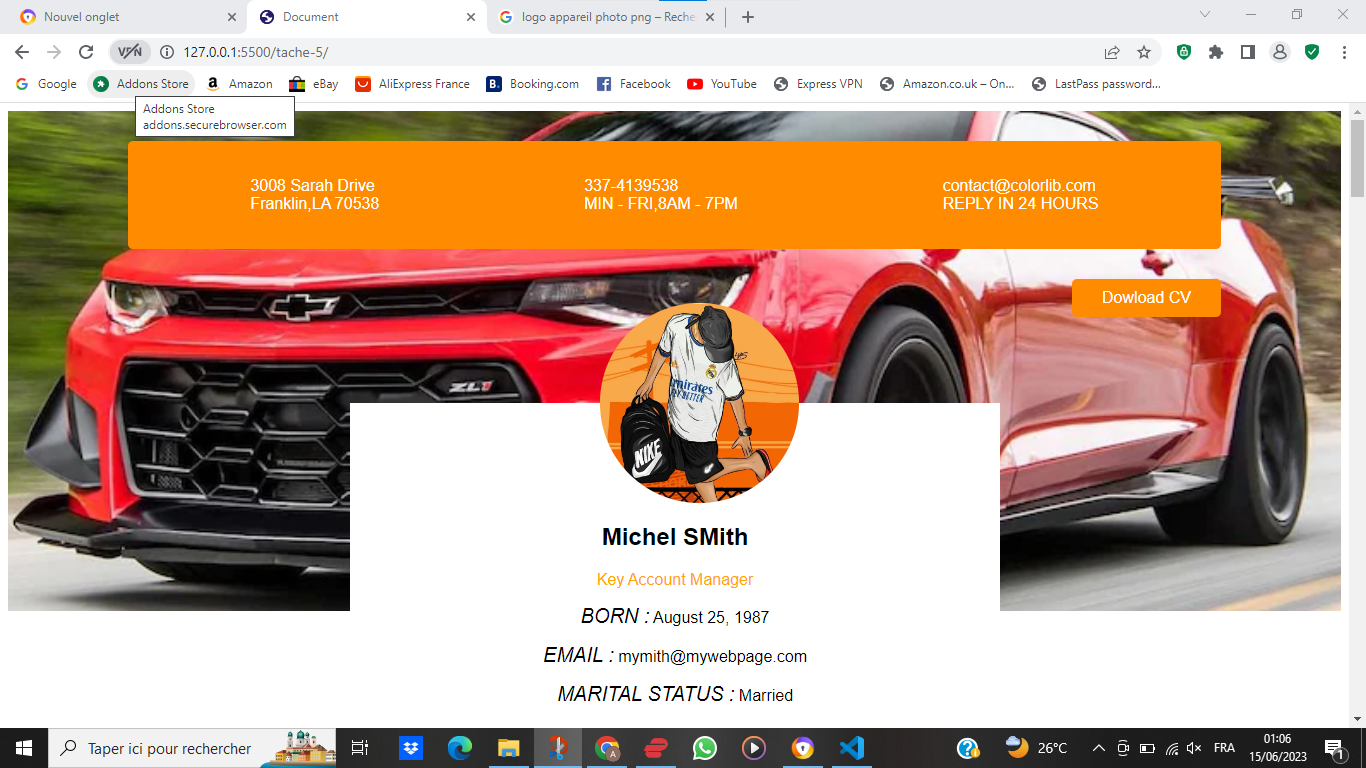 Nouvel onglet
Document
logo appareil photo png – Reche
VPN
127.0.0.1:5500/tache-5/
Google
Addons Store
Amazon
eBay
AliExpress France
Booking.com
Facebook
YouTube
Express VPN
Amazon.co.uk – On...
LastPass password...
Addons Store
addons.securebrowser.com
3008 Sarah Drive
Franklin,LA 70538
337-4139538
MIN - FRI,8AM - 7PM
contact@colorlib.com
REPLY IN 24 HOURS
Dowload CV
ZL1
Emirates
FLY BETTER
NIKE
Michel SMith
Key Account Manager
BORN : August 25, 1987
EMAIL : mymith@mywebpage.com
MARITAL STATUS : Married
Taper ici pour rechercher
26°C
FRA
01:06
15/06/2023
1